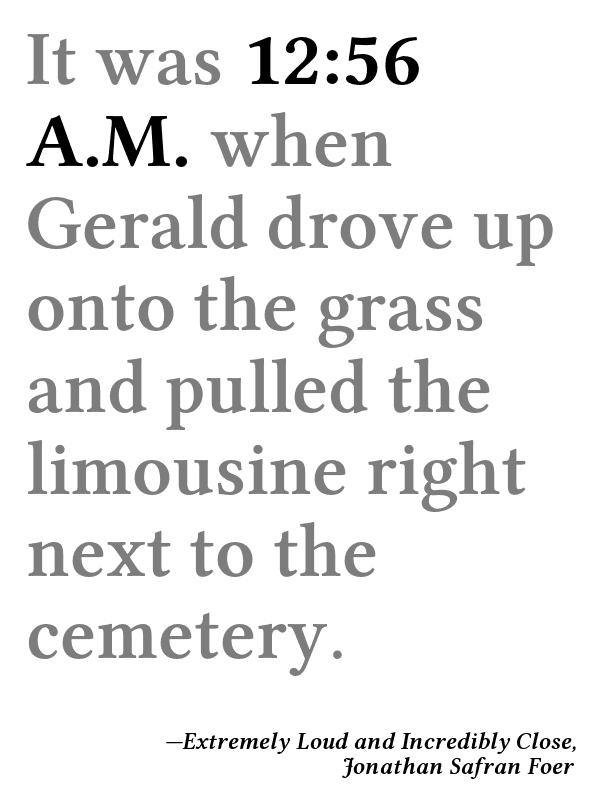 It was 12:56
A.M. when
Gerald drove up
onto the grass
and pulled the
limousine right
next to the
cemetery.
—Extremely Loud and Incredibly Close,
Jonathan Safran Foer